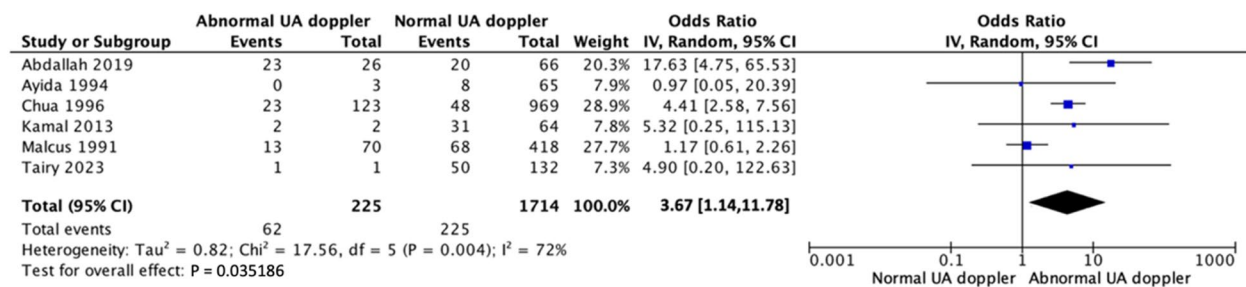 Abnormal UA doppler Normal UA doppler Odds Ratio Odds Ratio
Study or Subgroup Events Total Events Total Weight IV, Random, 95% CI IV, Random, 95% CI
Abdallah 2019 23 26 20 66 20.3% 17.63 [4.75, 65.53]
Ayida 1994 0 3 8 65 7.9% 0.97 [0.05, 20.39]
Chua 1996 23 123 48 969 28.9% 4.41 [2.58, 7.56]
Kamal 2013 2 2 31 64 7.8% 5.32 [0.25, 115.13]
Malcus 1991 13 70 68 418 27.7% 1.17 [0.61, 2.26]
Tairy 2023 1 1 50 132 7.3% 4.90 [0.20, 122.63]
Total (95% CI) 225 1714 100.0% 3.67 [1.14,11.78]
Total events 62 225
Heterogeneity: Tau² = 0.82; Chi² = 17.56, df = 5 (P = 0.004); I² = 72%
Test for overall effect: P = 0.035186
0.001 0.1 1 10 1000
Normal UA doppler Abnormal UA doppler